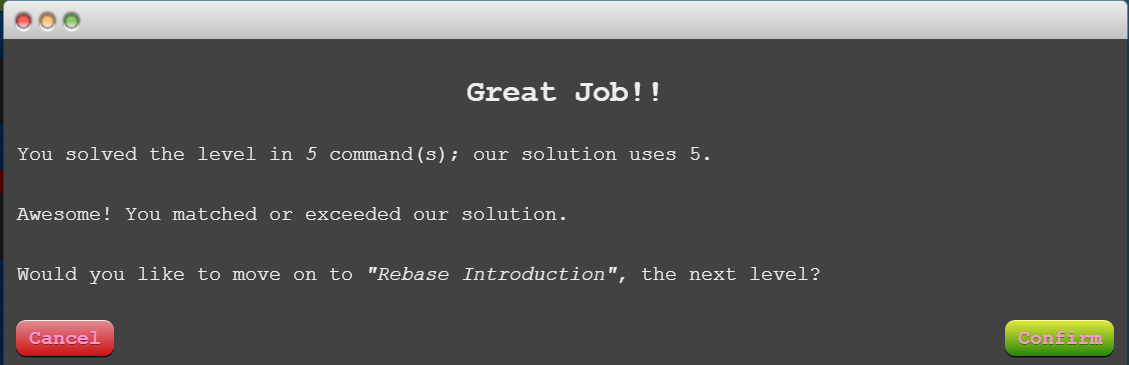 Great Job!!
You solved the level in 5 command(s); our solution uses 5.
Awesome! You matched or exceeded our solution.
Would you like to move on to "Rebase Introduction", the next level?
Cancel
Confirm